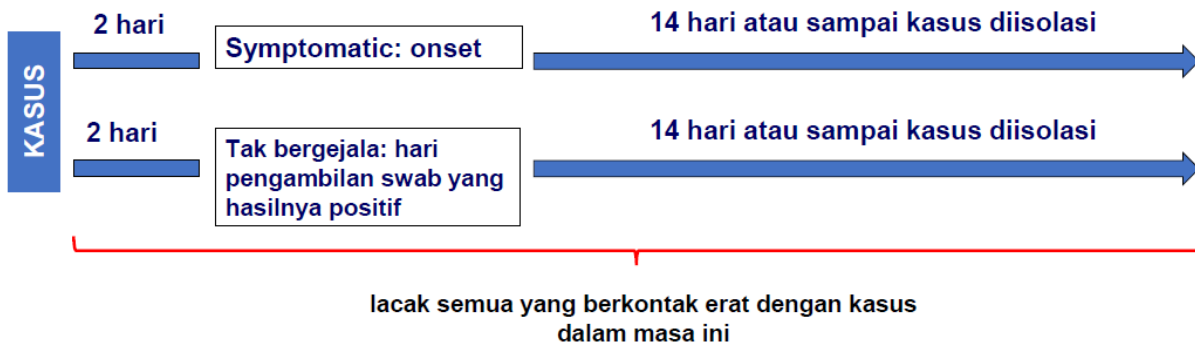 KASUS
2 hari
Symptomatic: onset
14 hari atau sampai kasus diisolasi
2 hari
Tak bergejala: hari
pengambilan swab yang
hasilnya positif
14 hari atau sampai kasus diisolasi
lacak semua yang berkontak erat dengan kasus
dalam masa ini